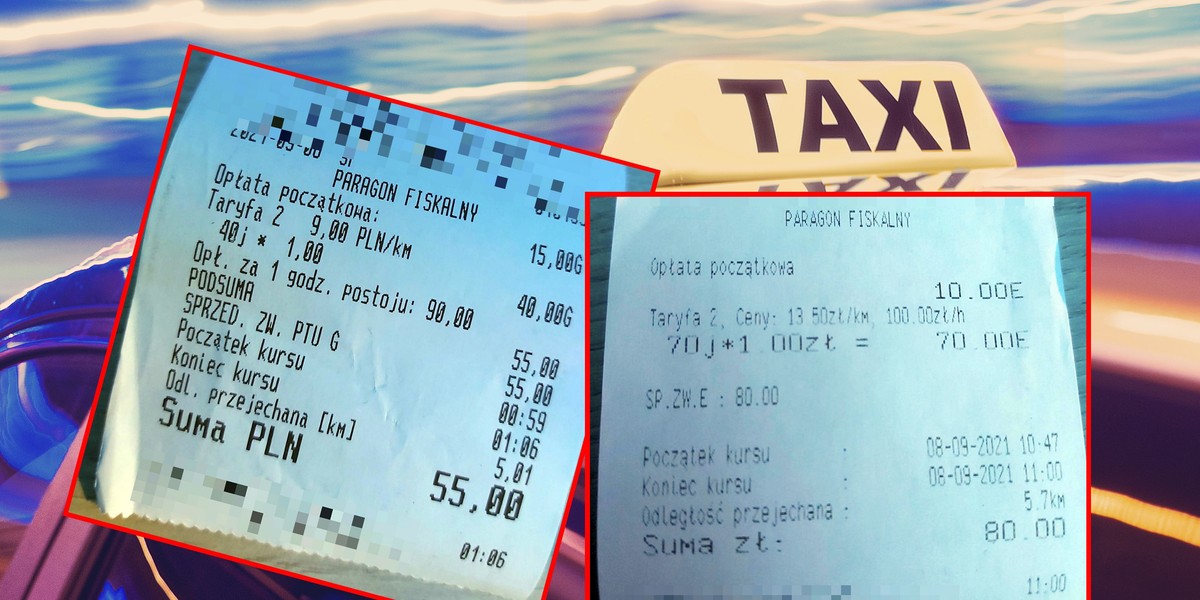 TAXI
PARAGON FISKALNY
Opłata początkowa: 15,00G
Taryfa 2 9,00 PLN/km
40j * 1,00 40,00G
Opł. za 1 godz. postoju: 90,00
PODSUMA 55,00
SPRZED. ZW. PTU G 55,00
Początek kursu 00:59
Koniec kursu 01:06
Odl. przejechana [km] 5,01
Suma PLN 55,00
01:06
PARAGON FISKALNY
Opłata początkowa
10.00E
Taryfa 2, Ceny: 13 50zł/km, 100.00zł/h
70j*1 00zł = 70.00E
SP.ZW.E : 80.00
Początek kursu : 08-09-2021 10:47
Koniec kursu : 08-09-2021 11:00
Odległość przejechana : 5.7km
Suma zł: 80.00
11:00